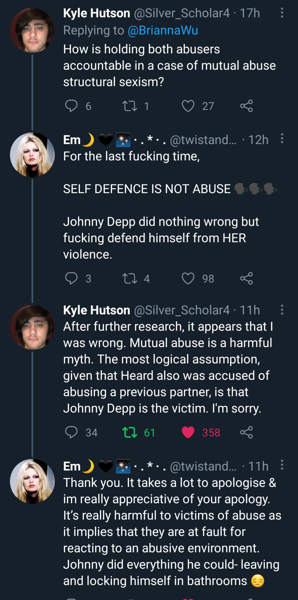 Kyle Hutson @Silver_Scholar4 · 17h
Replying to @BriannaWu
How is holding both abusers
accountable in a case of mutual abuse
structural sexism?
6 1 27
Em🌙 🖤 🌠 · . * · . @twistand... · 12h
For the last fucking time,
SELF DEFENCE IS NOT ABUSE 🗣🗣🗣
Johnny Depp did nothing wrong but
fucking defend himself from HER
violence.
3 4 98
Kyle Hutson @Silver_Scholar4 · 11h
After further research, it appears that I
was wrong. Mutual abuse is a harmful
myth. The most logical assumption,
given that Heard also was accused of
abusing a previous partner, is that
Johnny Depp is the victim. I'm sorry.
34 61 358
Em🌙 🖤 🌠 · . * · . @twistand... · 11h
Thank you. It takes a lot to apologise &
im really appreciative of your apology.
It's really harmful to victims of abuse as
it implies that they are at fault for
reacting to an abusive environment.
Johnny did everything he could- leaving
and locking himself in bathrooms 😔